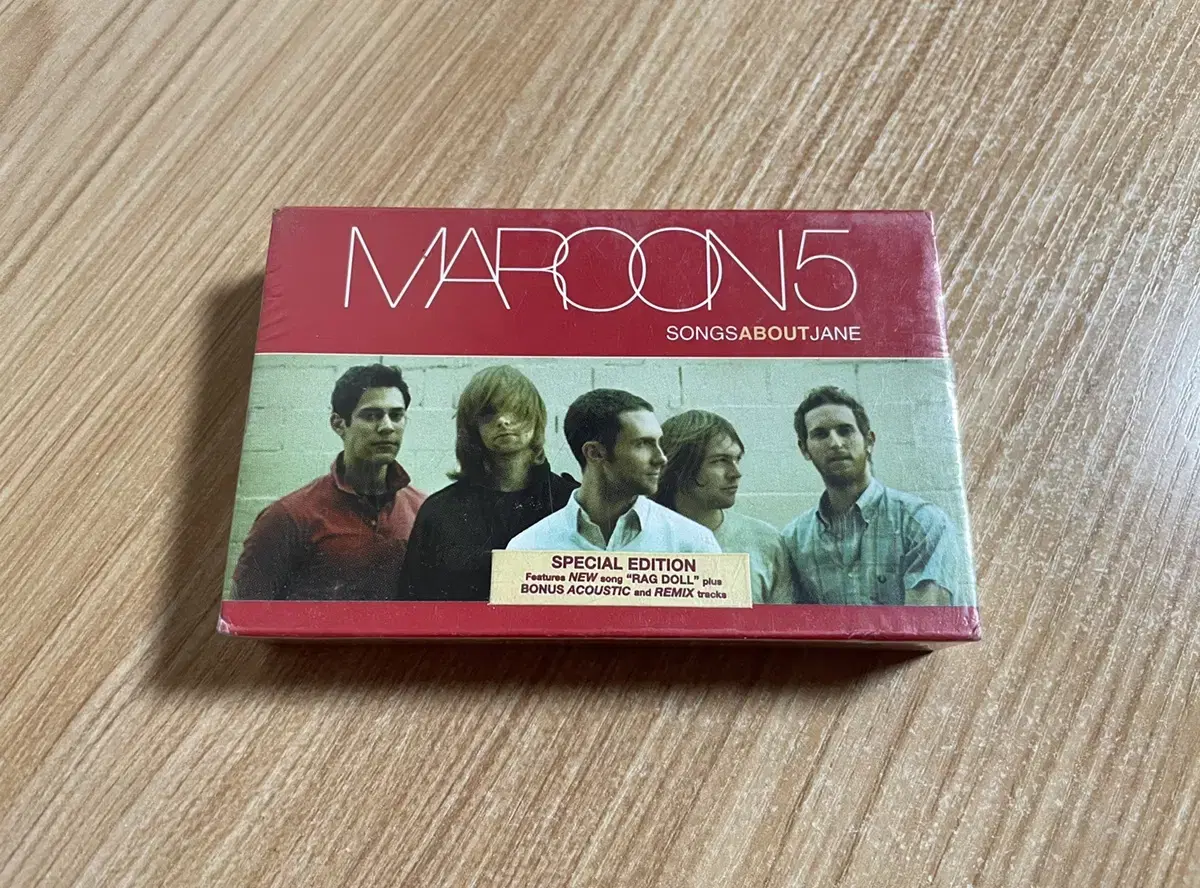 MAROON5
SONGSABOUTJANE
SPECIAL EDITION
Features NEW song "RAG DOLL" plus
BONUS ACOUSTIC and REMIX tracks